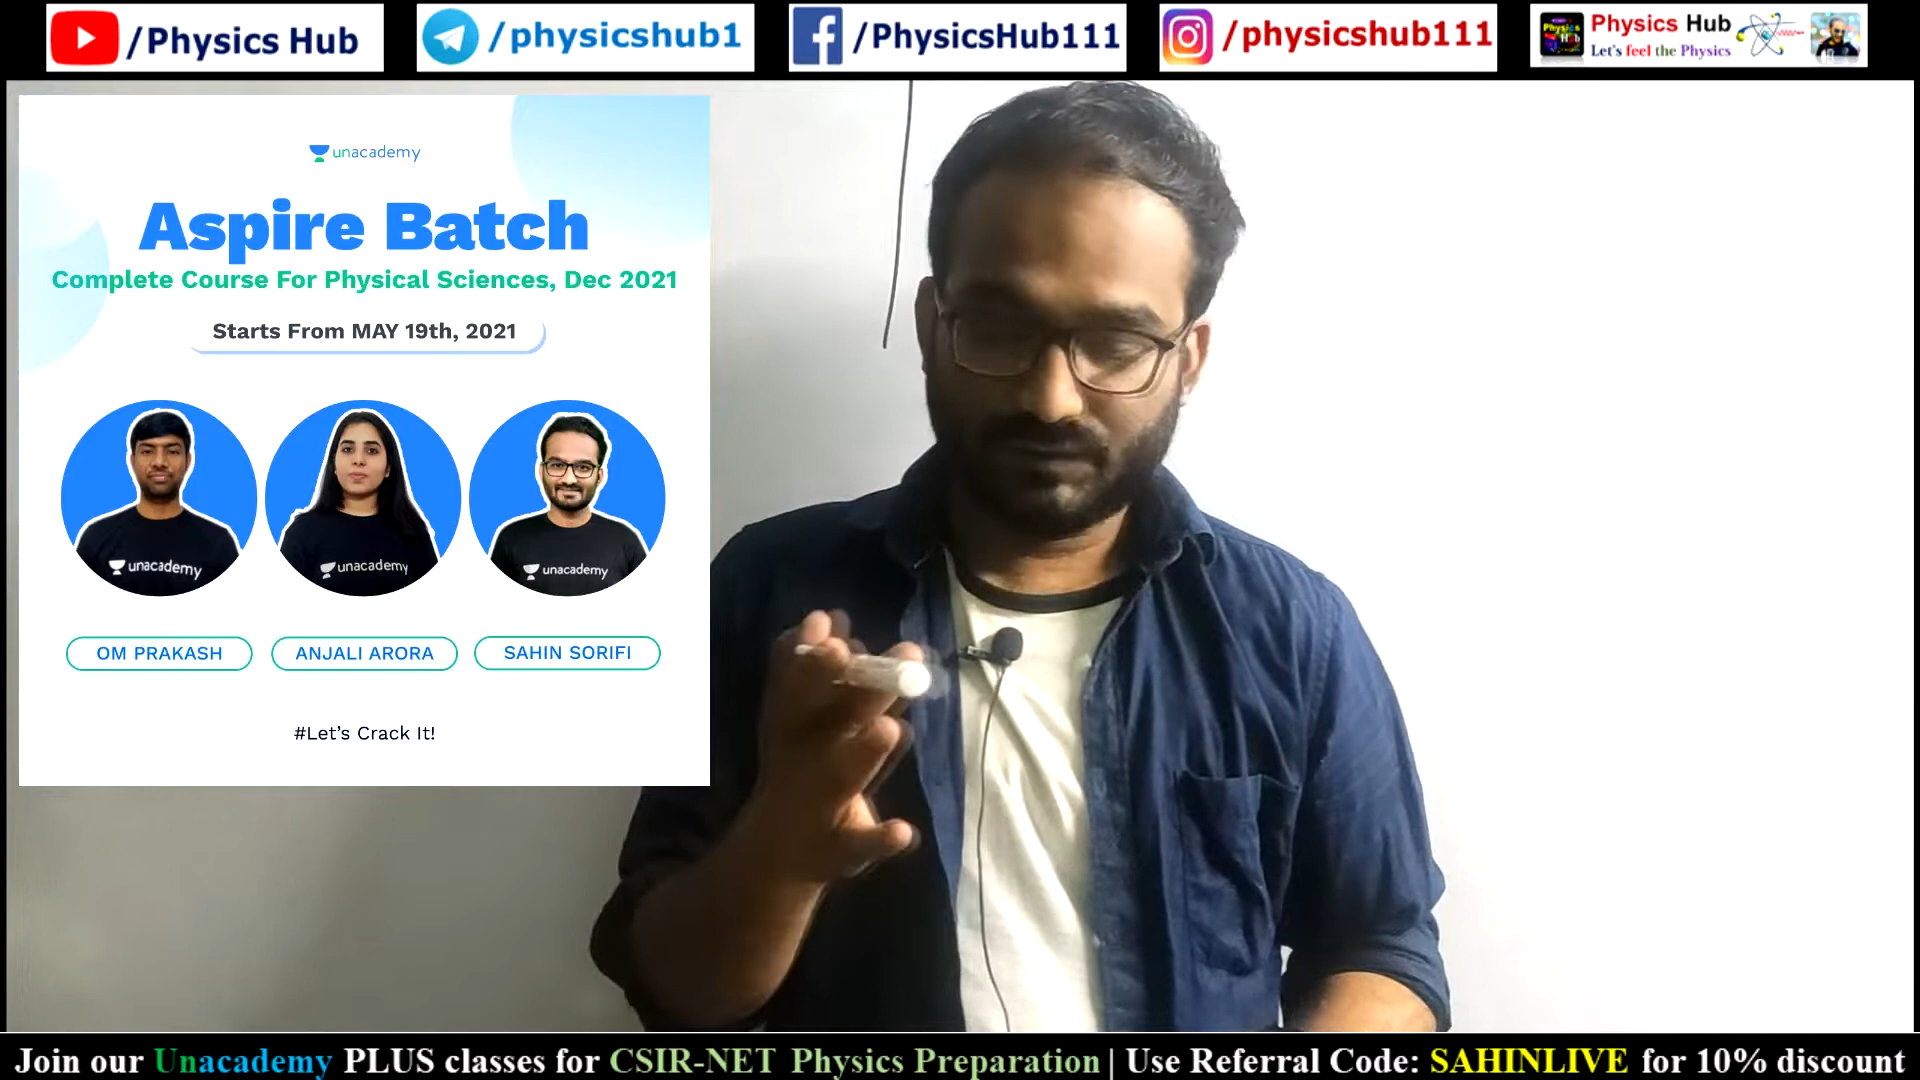 /Physics Hub
/physicshub1
/PhysicsHub111
/physicshub111
Physics Hub
Let's feel the Physics
unacademy
Aspire Batch
Complete Course For Physical Sciences, Dec 2021
Starts From MAY 19th, 2021
unacademy
unacademy
unacademy
OM PRAKASH
ANJALI ARORA
SAHIN SORIFI
#Let's Crack It!
Join our Unacademy PLUS classes for CSIR-NET Physics Preparation | Use Referral Code: SAHINLIVE for 10% discount